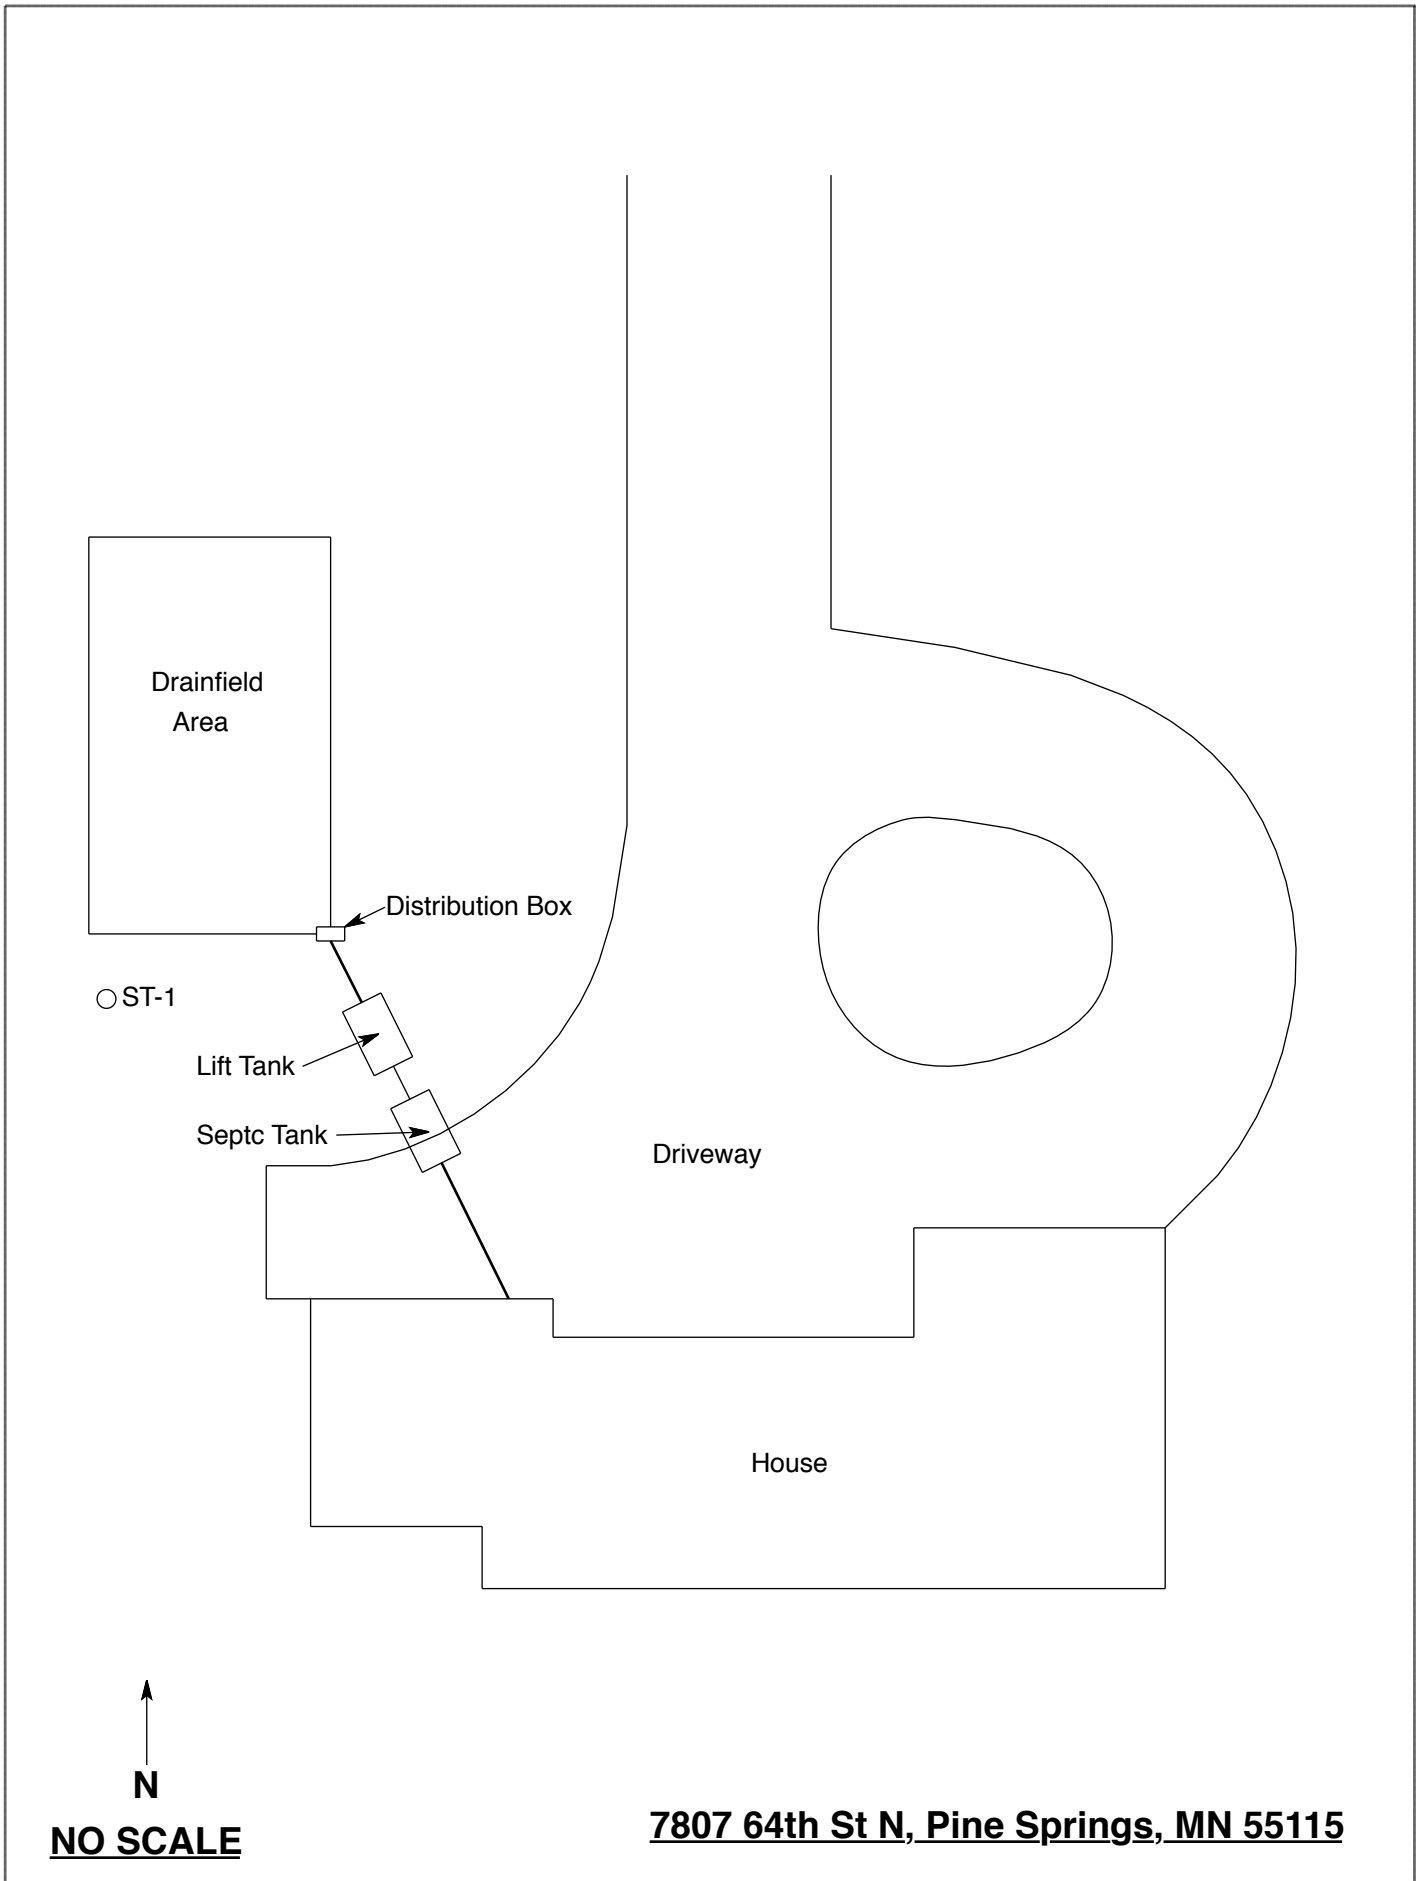 Drainfield
Area
Distribution Box
ST-1
Lift Tank
Septc Tank
Driveway
House
N
NO SCALE
7807 64th St N, Pine Springs, MN 55115